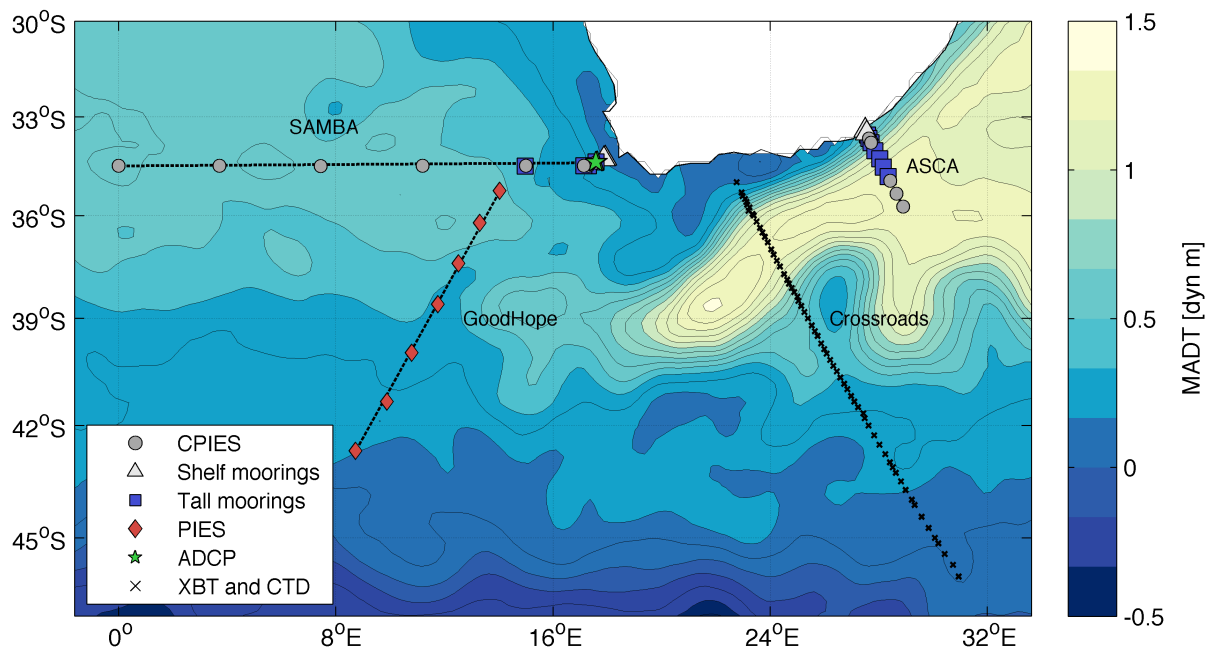 30°S
33°S
36°S
39°S
42°S
45°S
0°
8°E
16°E
24°E
32°E
SAMBA
ASCA
GoodHope
Crossroads
CPIES
Shelf moorings
Tall moorings
PIES
ADCP
XBT and CTD
1.5
1
0.5
0
-0.5
MADT [dyn m]